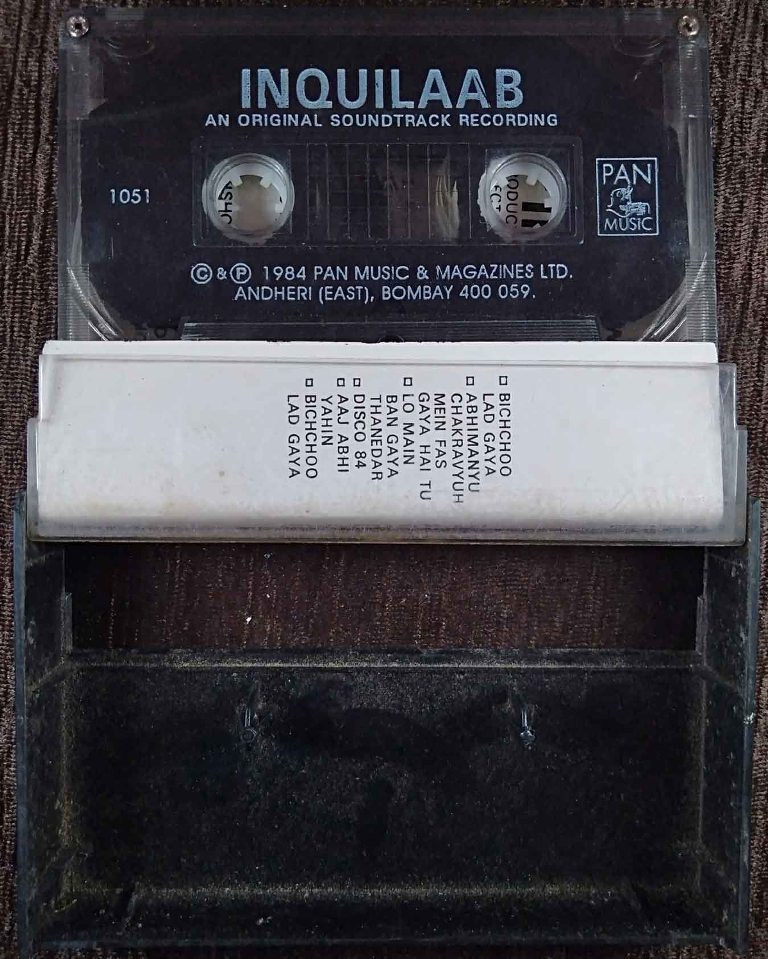 INQUILAAB
AN ORIGINAL SOUNDTRACK RECORDING
1051
PAN
MUSIC
© & ℗ 1984 PAN MUSIC & MAGAZINES LTD.
ANDHERI (EAST), BOMBAY 400 059.
□ BICHCHOO
LAD GAYA
□ ABHIMANYU
CHAKRAVYUH
MEIN FAS
GAYA HAI TU
□ LO MAIN
BAN GAYA
THANEDAR
□ DISCO 84
□ AAJ ABHI
YAHIN
□ BICHCHOO
LAD GAYA